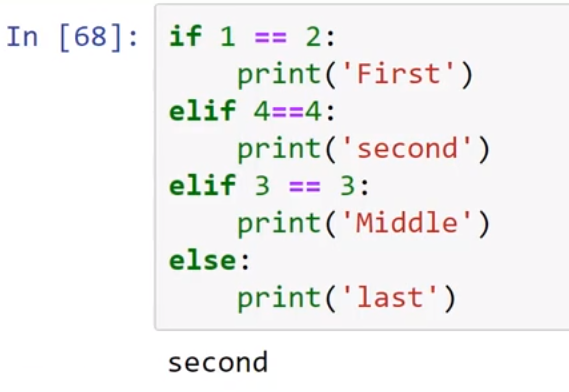 In [68]: if 1 == 2:
    print('First')
elif 4==4:
    print('second')
elif 3 == 3:
    print('Middle')
else:
    print('last')
second